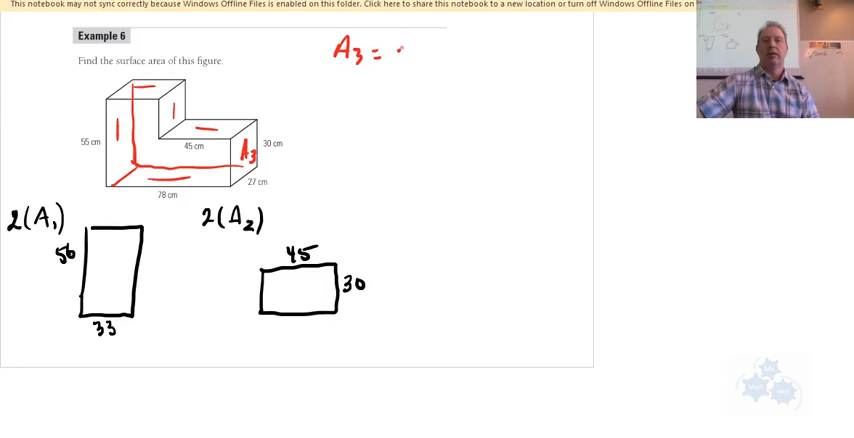 This notebook may not sync correctly because Windows Offline Files is enabled on this folder. Click here to share this notebook to a new location or turn off Windows Offline Files on
Example 6
A3 =
Find the surface area of this figure.
55 cm
45 cm
30 cm
A3
27 cm
78 cm
2(A1)
2(A2)
56
45
30
33